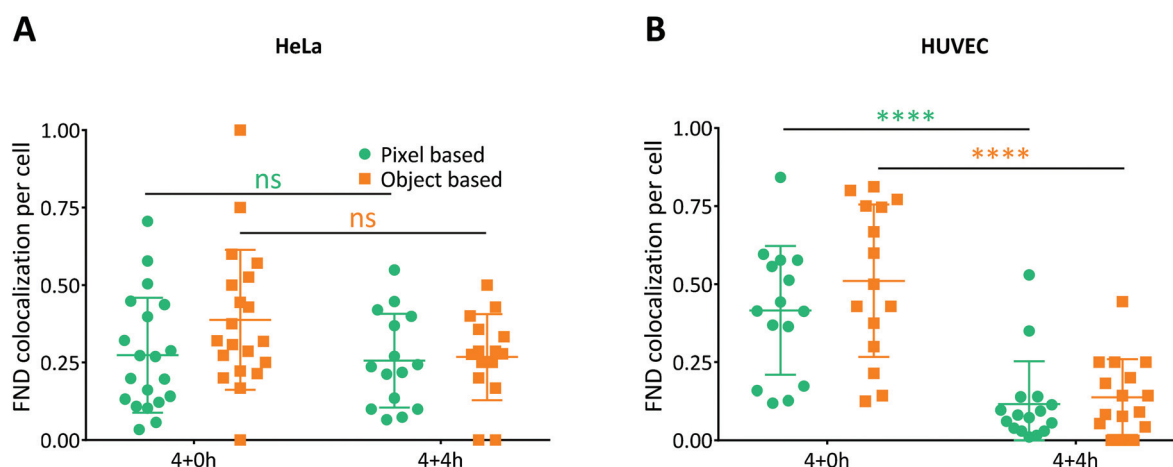 A
HeLa
FND colocalization per cell
1.00
0.75
0.50
0.25
0.00
Pixel based
Object based
ns
ns
4+0h
4+4h
B
HUVEC
FND colocalization per cell
1.00
0.75
0.50
0.25
0.00
****
****
4+0h
4+4h